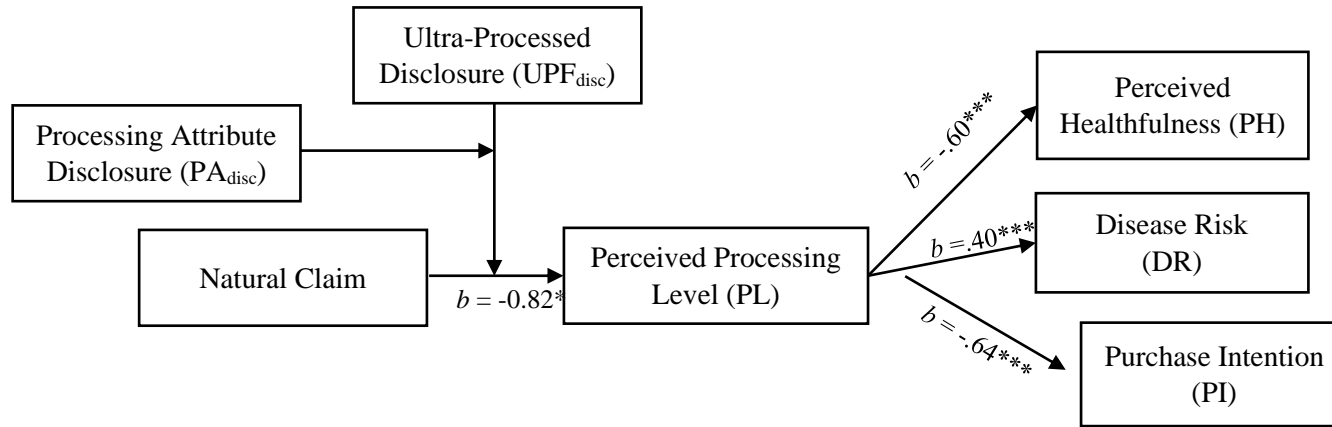 Ultra-Processed
Disclosure (UPFdisc)
Processing Attribute
Disclosure (PAdisc)
Natural Claim
b = -0.82*
Perceived Processing
Level (PL)
b = -.60***
Perceived
Healthfulness (PH)
b =.40***
Disease Risk
(DR)
b = -.64***
Purchase Intention
(PI)